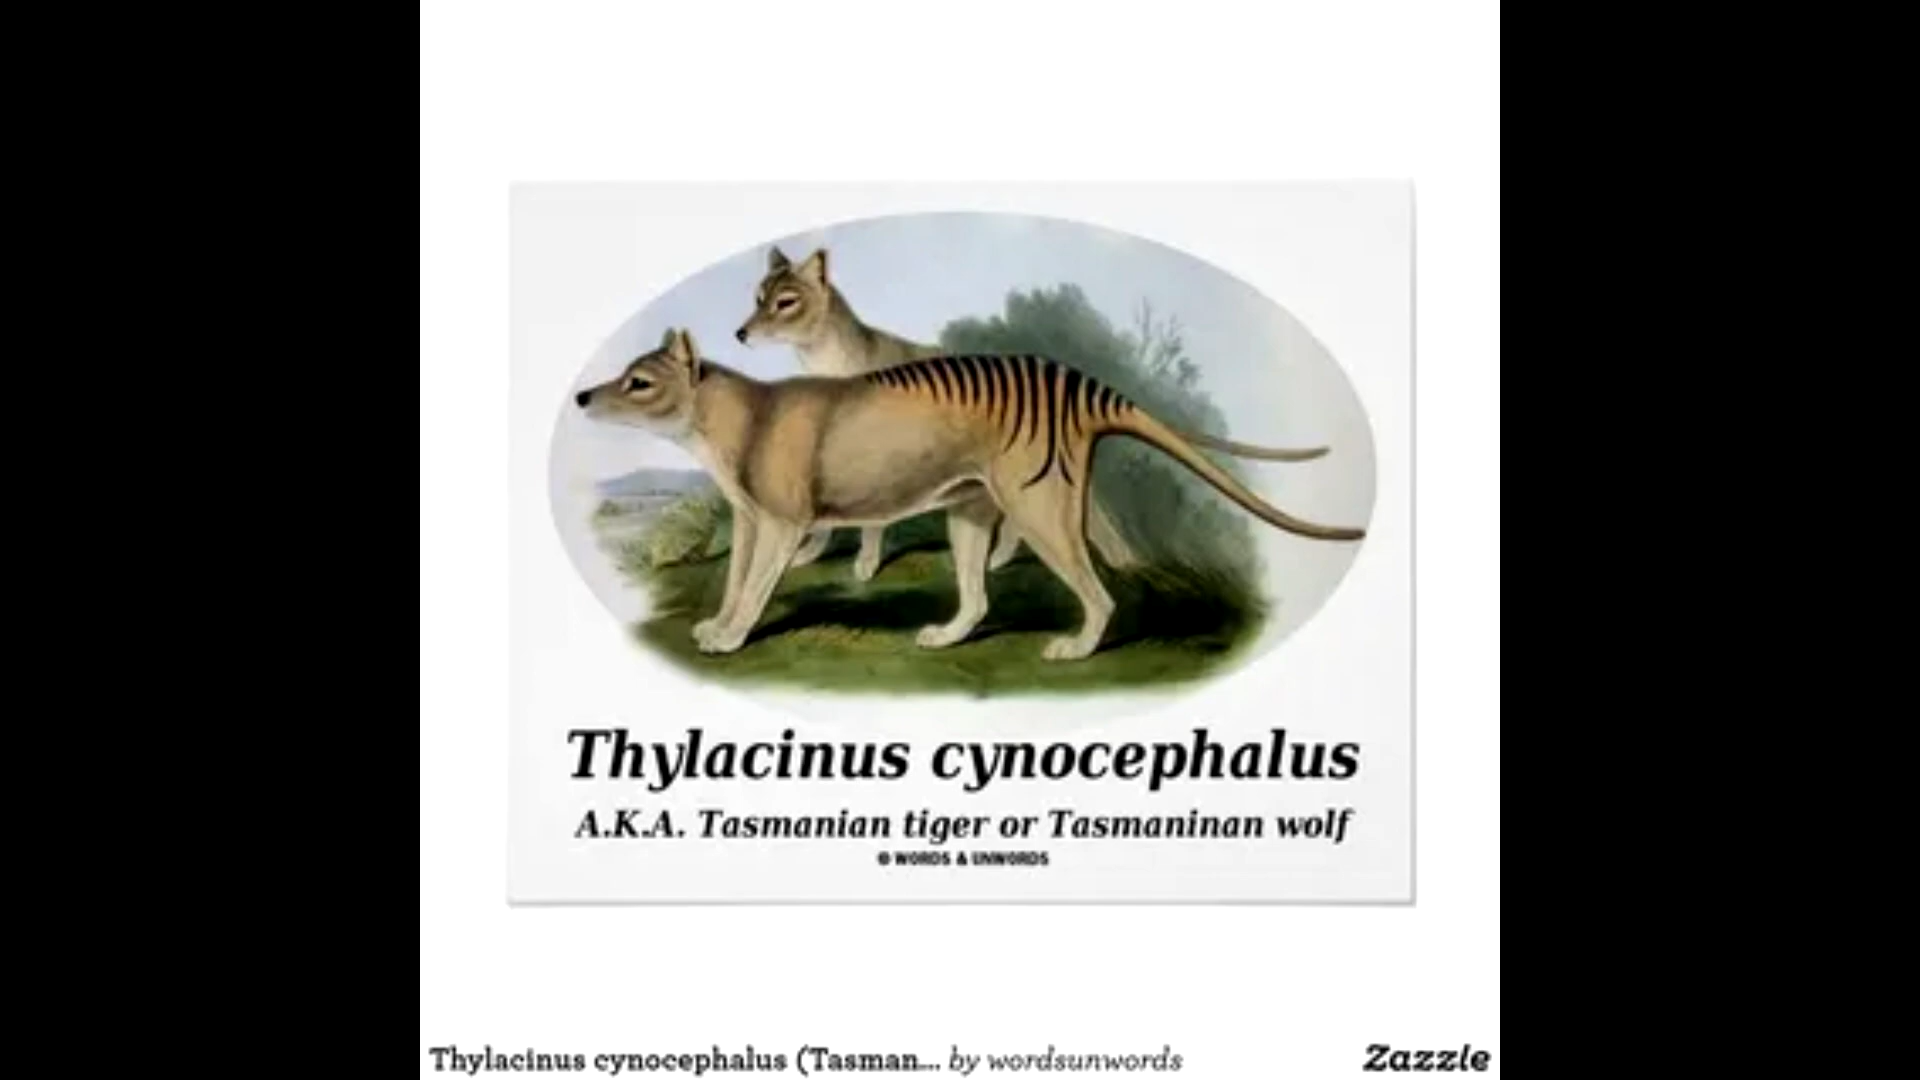 Thylacinus cynocephalus
A.K.A. Tasmanian tiger or Tasmaninan wolf
© WORDS & UNWORDS
Thylacinus cynocephalus (Tasman... by wordsunwords
Zazzle